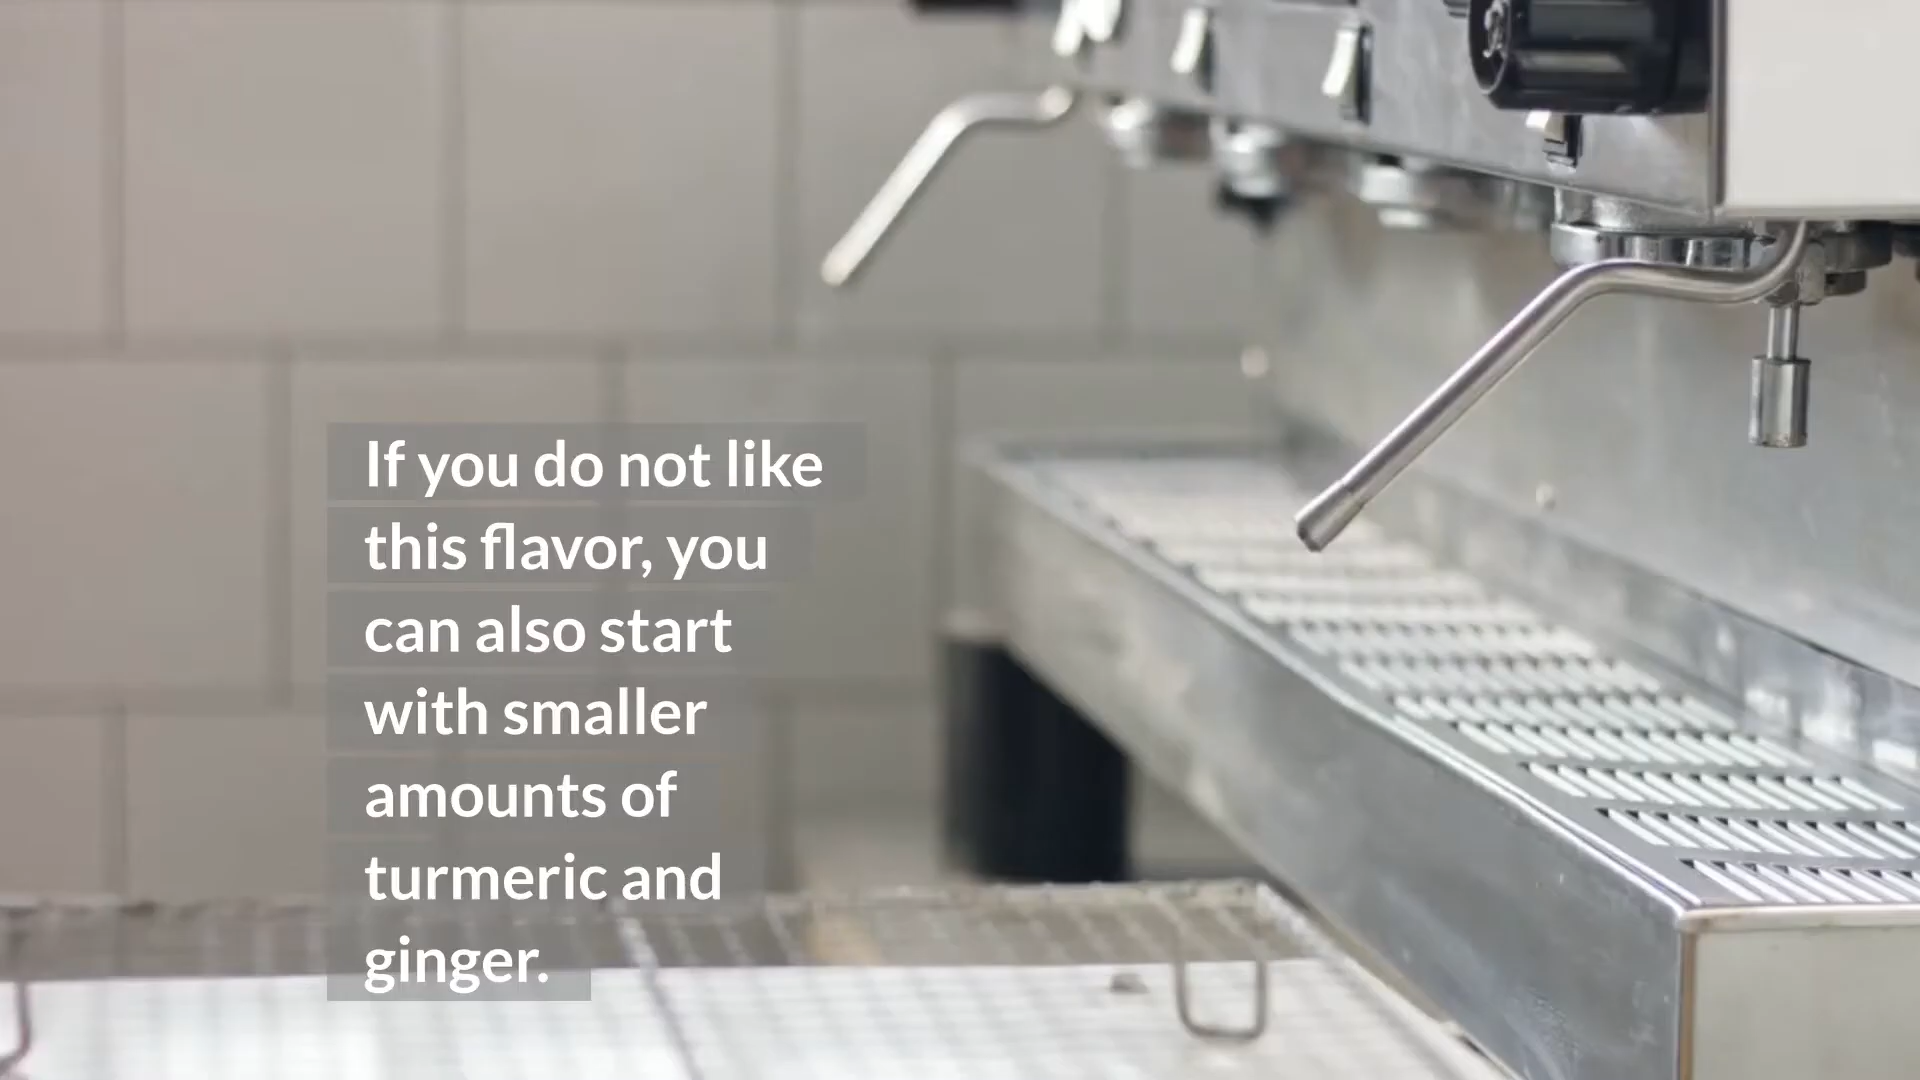 If you do not like
this flavor, you
can also start
with smaller
amounts of
turmeric and
ginger.